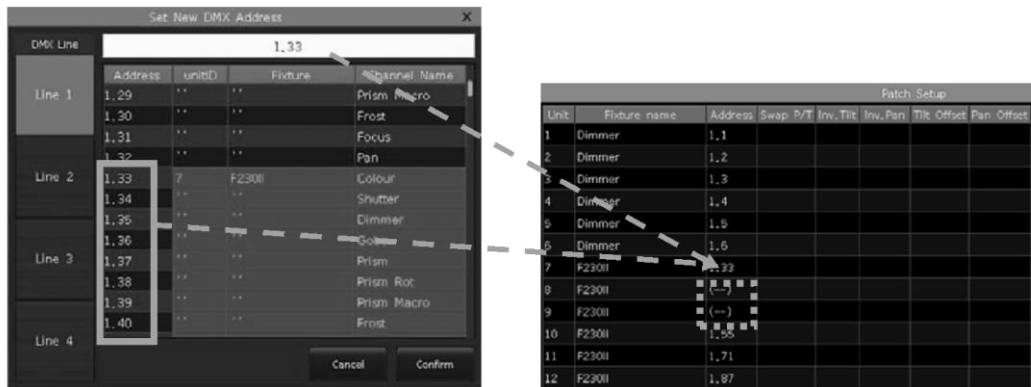 Set New DMX Address X
DMX Line
1.33
Address unitID Fixture Channel Name
Line 1
1.29 " " Prism Macro
1.30 " " Frost
1.31 " " Focus
1.32 " " Pan
Line 2
1.33 7 F230II Colour
1.34 " " Shutter
1.35 " " Dimmer
1.36 " " Gobo
Line 3
1.37 " " Prism
1.38 " " Prism Rot
1.39 " " Prism Macro
1.40 " " Frost
Line 4
Cancel Confirm
Patch Setup
Unit Fixture name Address Swap P/T Inv.Tilt Inv.Pan Tilt Offset Pan Offset
1 Dimmer 1.1
2 Dimmer 1.2
3 Dimmer 1.3
4 Dimmer 1.4
5 Dimmer 1.5
6 Dimmer 1.6
7 F230II 1.33
8 F230II (--)
9 F230II (--)
10 F230II 1.55
11 F230II 1.71
12 F230II 1.87